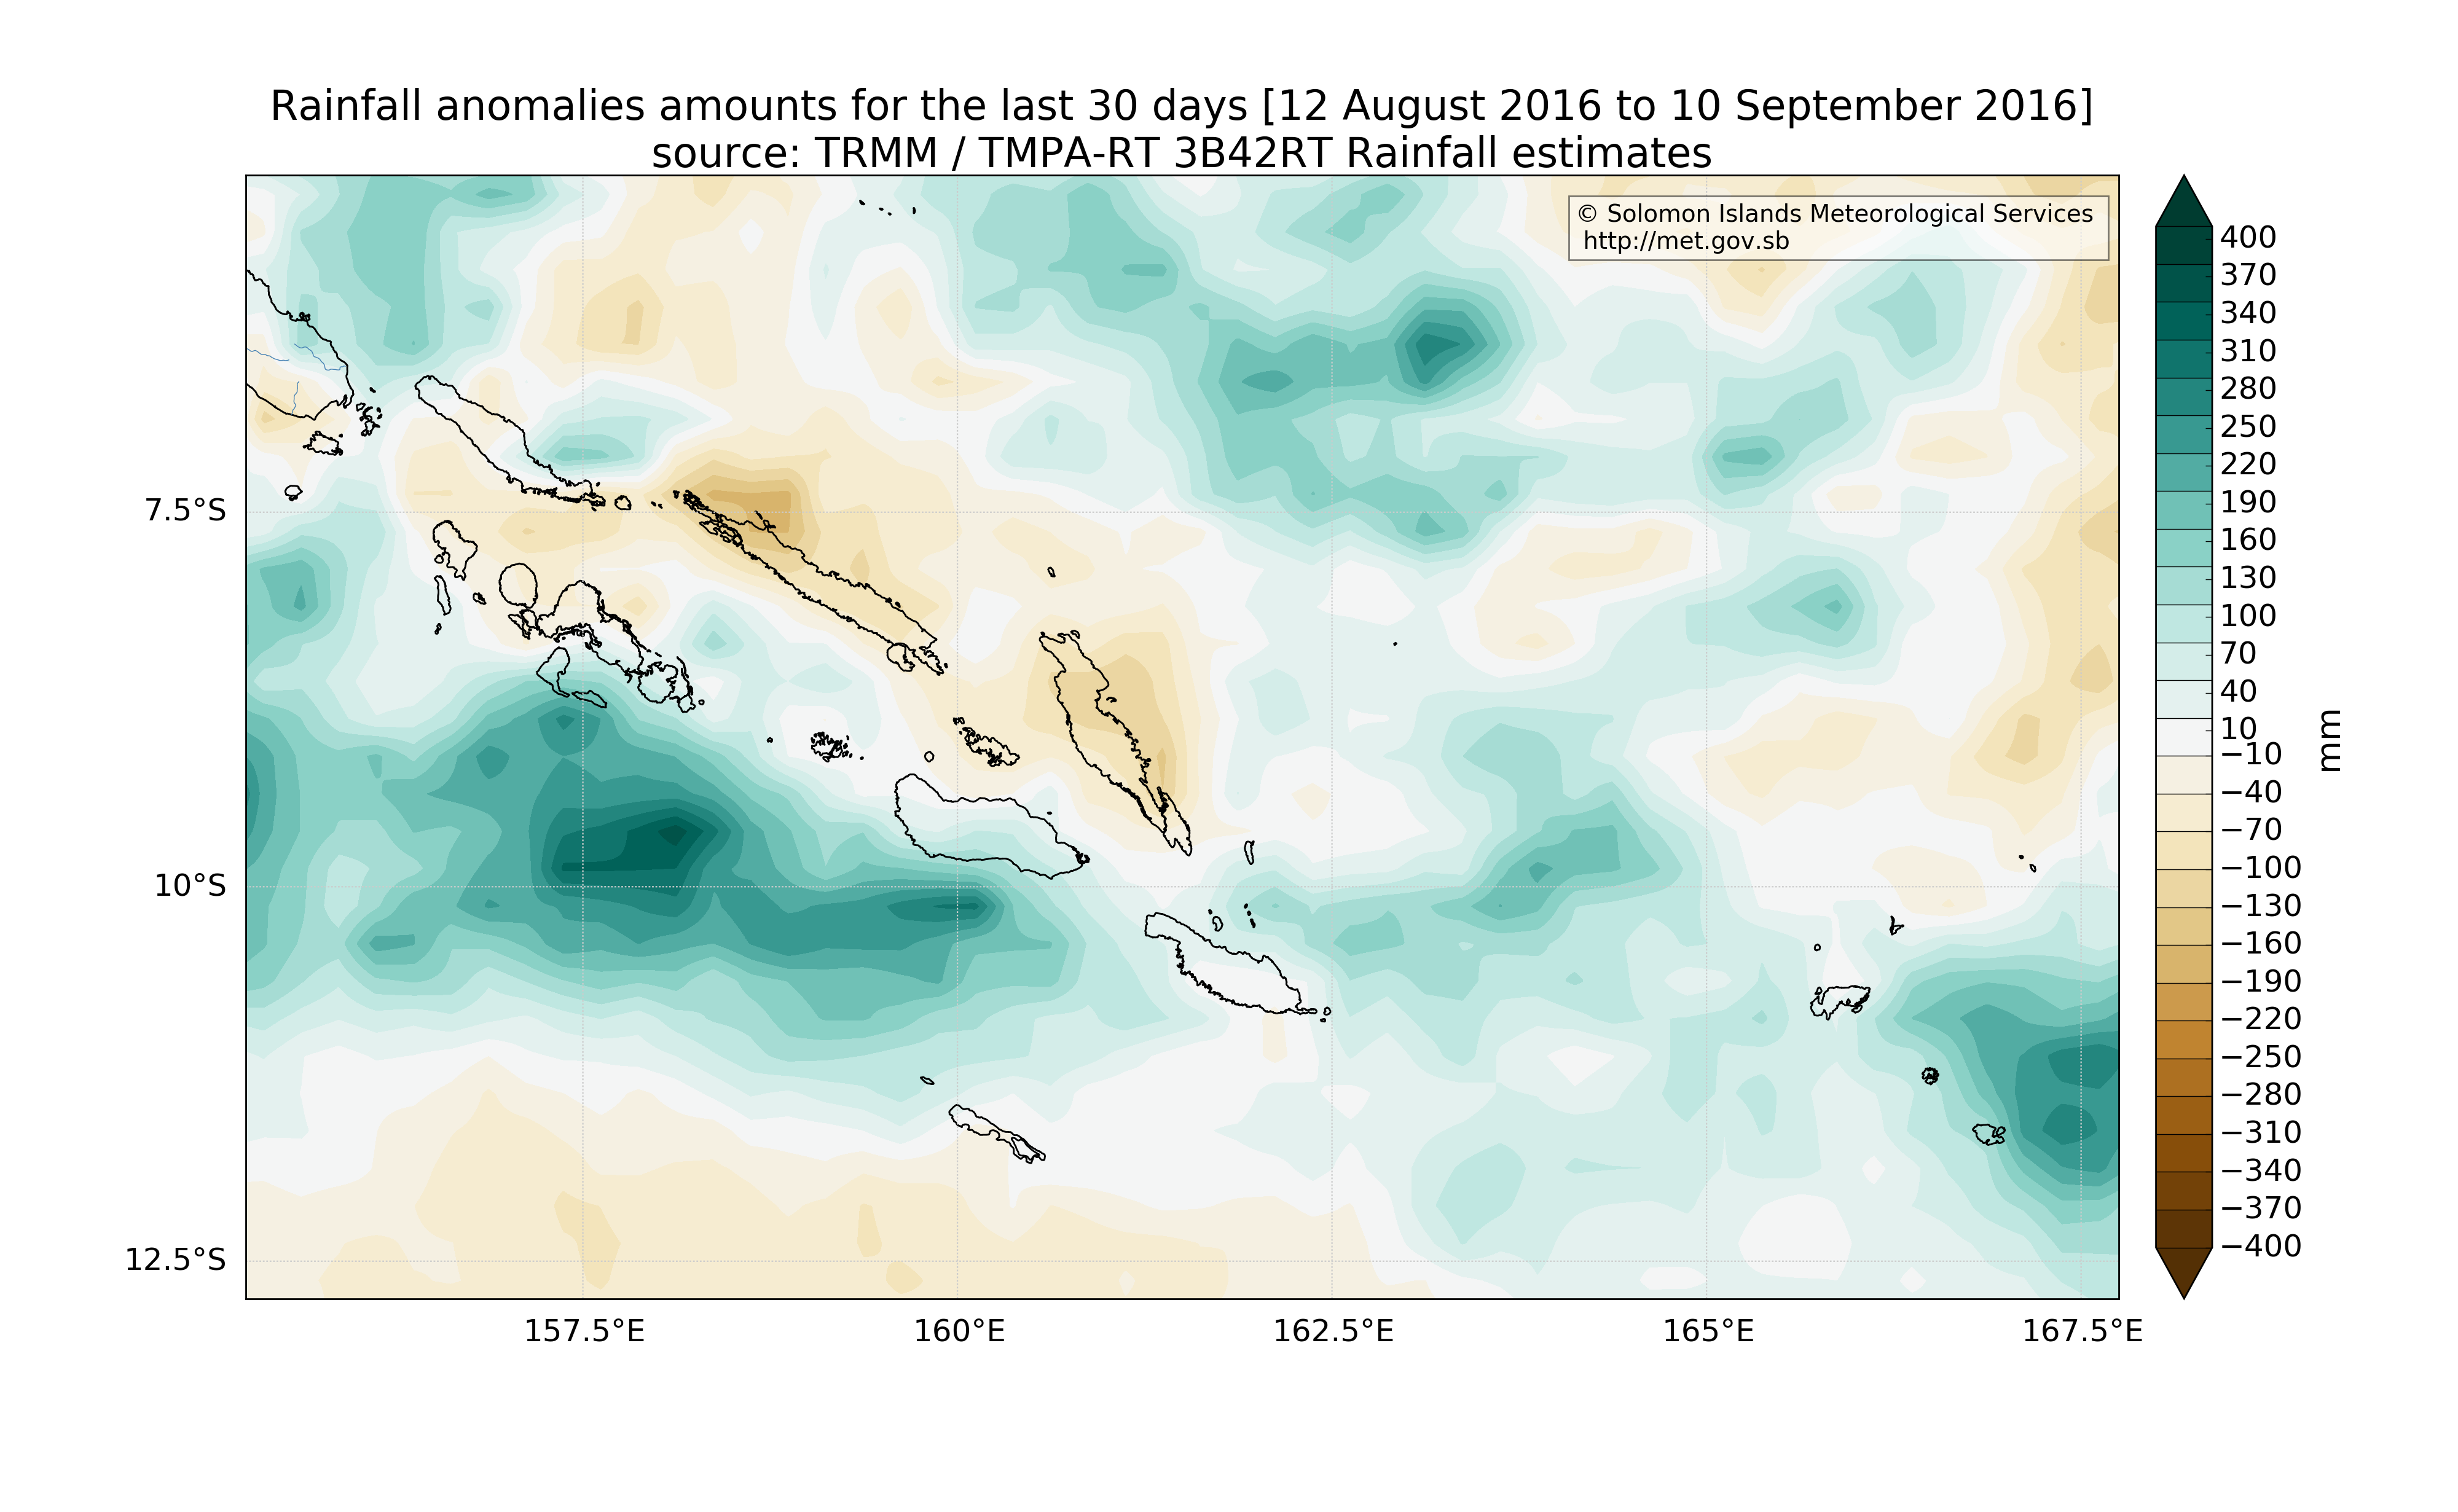 Rainfall anomalies amounts for the last 30 days [12 August 2016 to 10 September 2016]
source: TRMM / TMPA-RT 3B42RT Rainfall estimates
© Solomon Islands Meteorological Services
http://met.gov.sb
7.5°S
10°S
12.5°S
157.5°E
160°E
162.5°E
165°E
167.5°E
400
370
340
310
280
250
220
190
160
130
100
70
40
10
−10
−40
−70
−100
−130
−160
−190
−220
−250
−280
−310
−340
−370
−400
mm